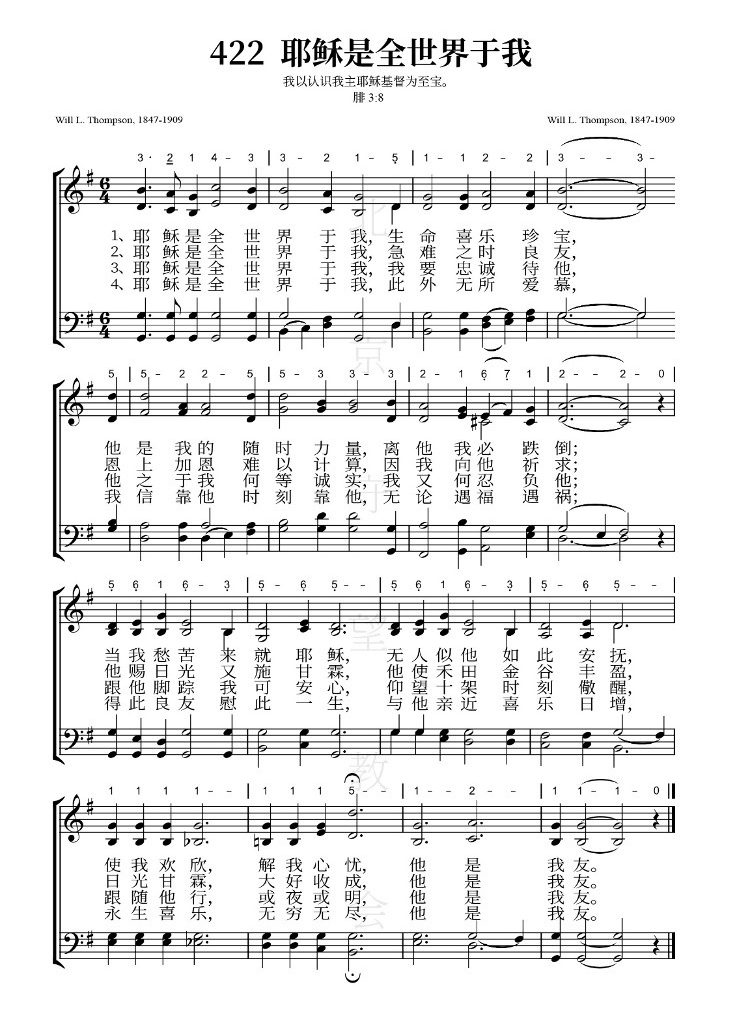 422 耶稣是全世界于我
我以认识我主耶稣基督为至宝。
腓 3:8
Will L. Thompson, 1847-1909 Will L. Thompson, 1847-1909
3· 2 1 4 - 3 3 - 2 1 - 5 1 - 1 2 - 2 3 - - 3 -
1、耶稣是全世界于我，生命喜乐珍宝，
2、耶稣是全世界于我，急难之时良友，
3、耶稣是全世界于我，我要忠诚待他，
4、耶稣是全世界于我，此外无所爱慕，
5 5 - 2 2 - 2 5 - 3 3 - 3 2 - 1 6 7 1 2 - - 2 - 0
他是我的随时力量，离他我必跌倒；
恩上加恩难以计算，因我向他祈求；
他之于我何等诚实，我又何忍负他；
我信靠他时刻靠他，无论遇福遇祸；
5 6 1 6 - 3 5 - 6 5 - - 5 6 1 6 - 3 5 - 6 5 - -
当我愁苦来就耶稣，无人似他如此安抚，
他赐日光又施甘霖，他使禾田金谷丰盈，
跟他脚踪我可安心，仰望十架时刻儆醒，
得此良友慰此一生，与他亲近喜乐日增，
1 1 1 1 - - 1 1 1 5 - - 1 - - 2 - - 1 - - 1 - 0
使我欢欣，解我心忧，他是我友。
日光甘霖，大好收成，他是我友。
跟随他行，或夜或明，他是我友。
永生喜乐，无穷无尽，他是我友。
北京守望教会